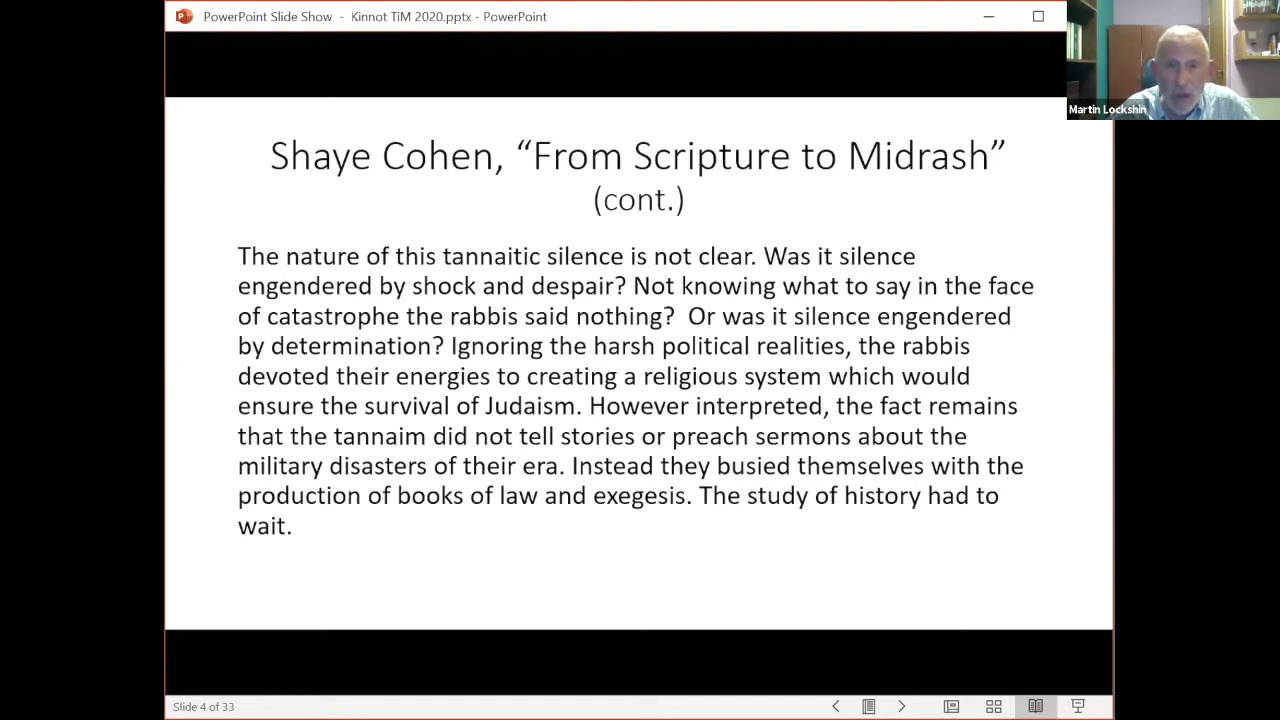 PowerPoint Slide Show - Kinnot TiM 2020.pptx - PowerPoint
Martin Lockshin
Shaye Cohen, “From Scripture to Midrash”
(cont.)
The nature of this tannaitic silence is not clear. Was it silence
engendered by shock and despair? Not knowing what to say in the face
of catastrophe the rabbis said nothing?  Or was it silence engendered
by determination? Ignoring the harsh political realities, the rabbis
devoted their energies to creating a religious system which would
ensure the survival of Judaism. However interpreted, the fact remains
that the tannaim did not tell stories or preach sermons about the
military disasters of their era. Instead they busied themselves with the
production of books of law and exegesis. The study of history had to
wait.
Slide 4 of 33